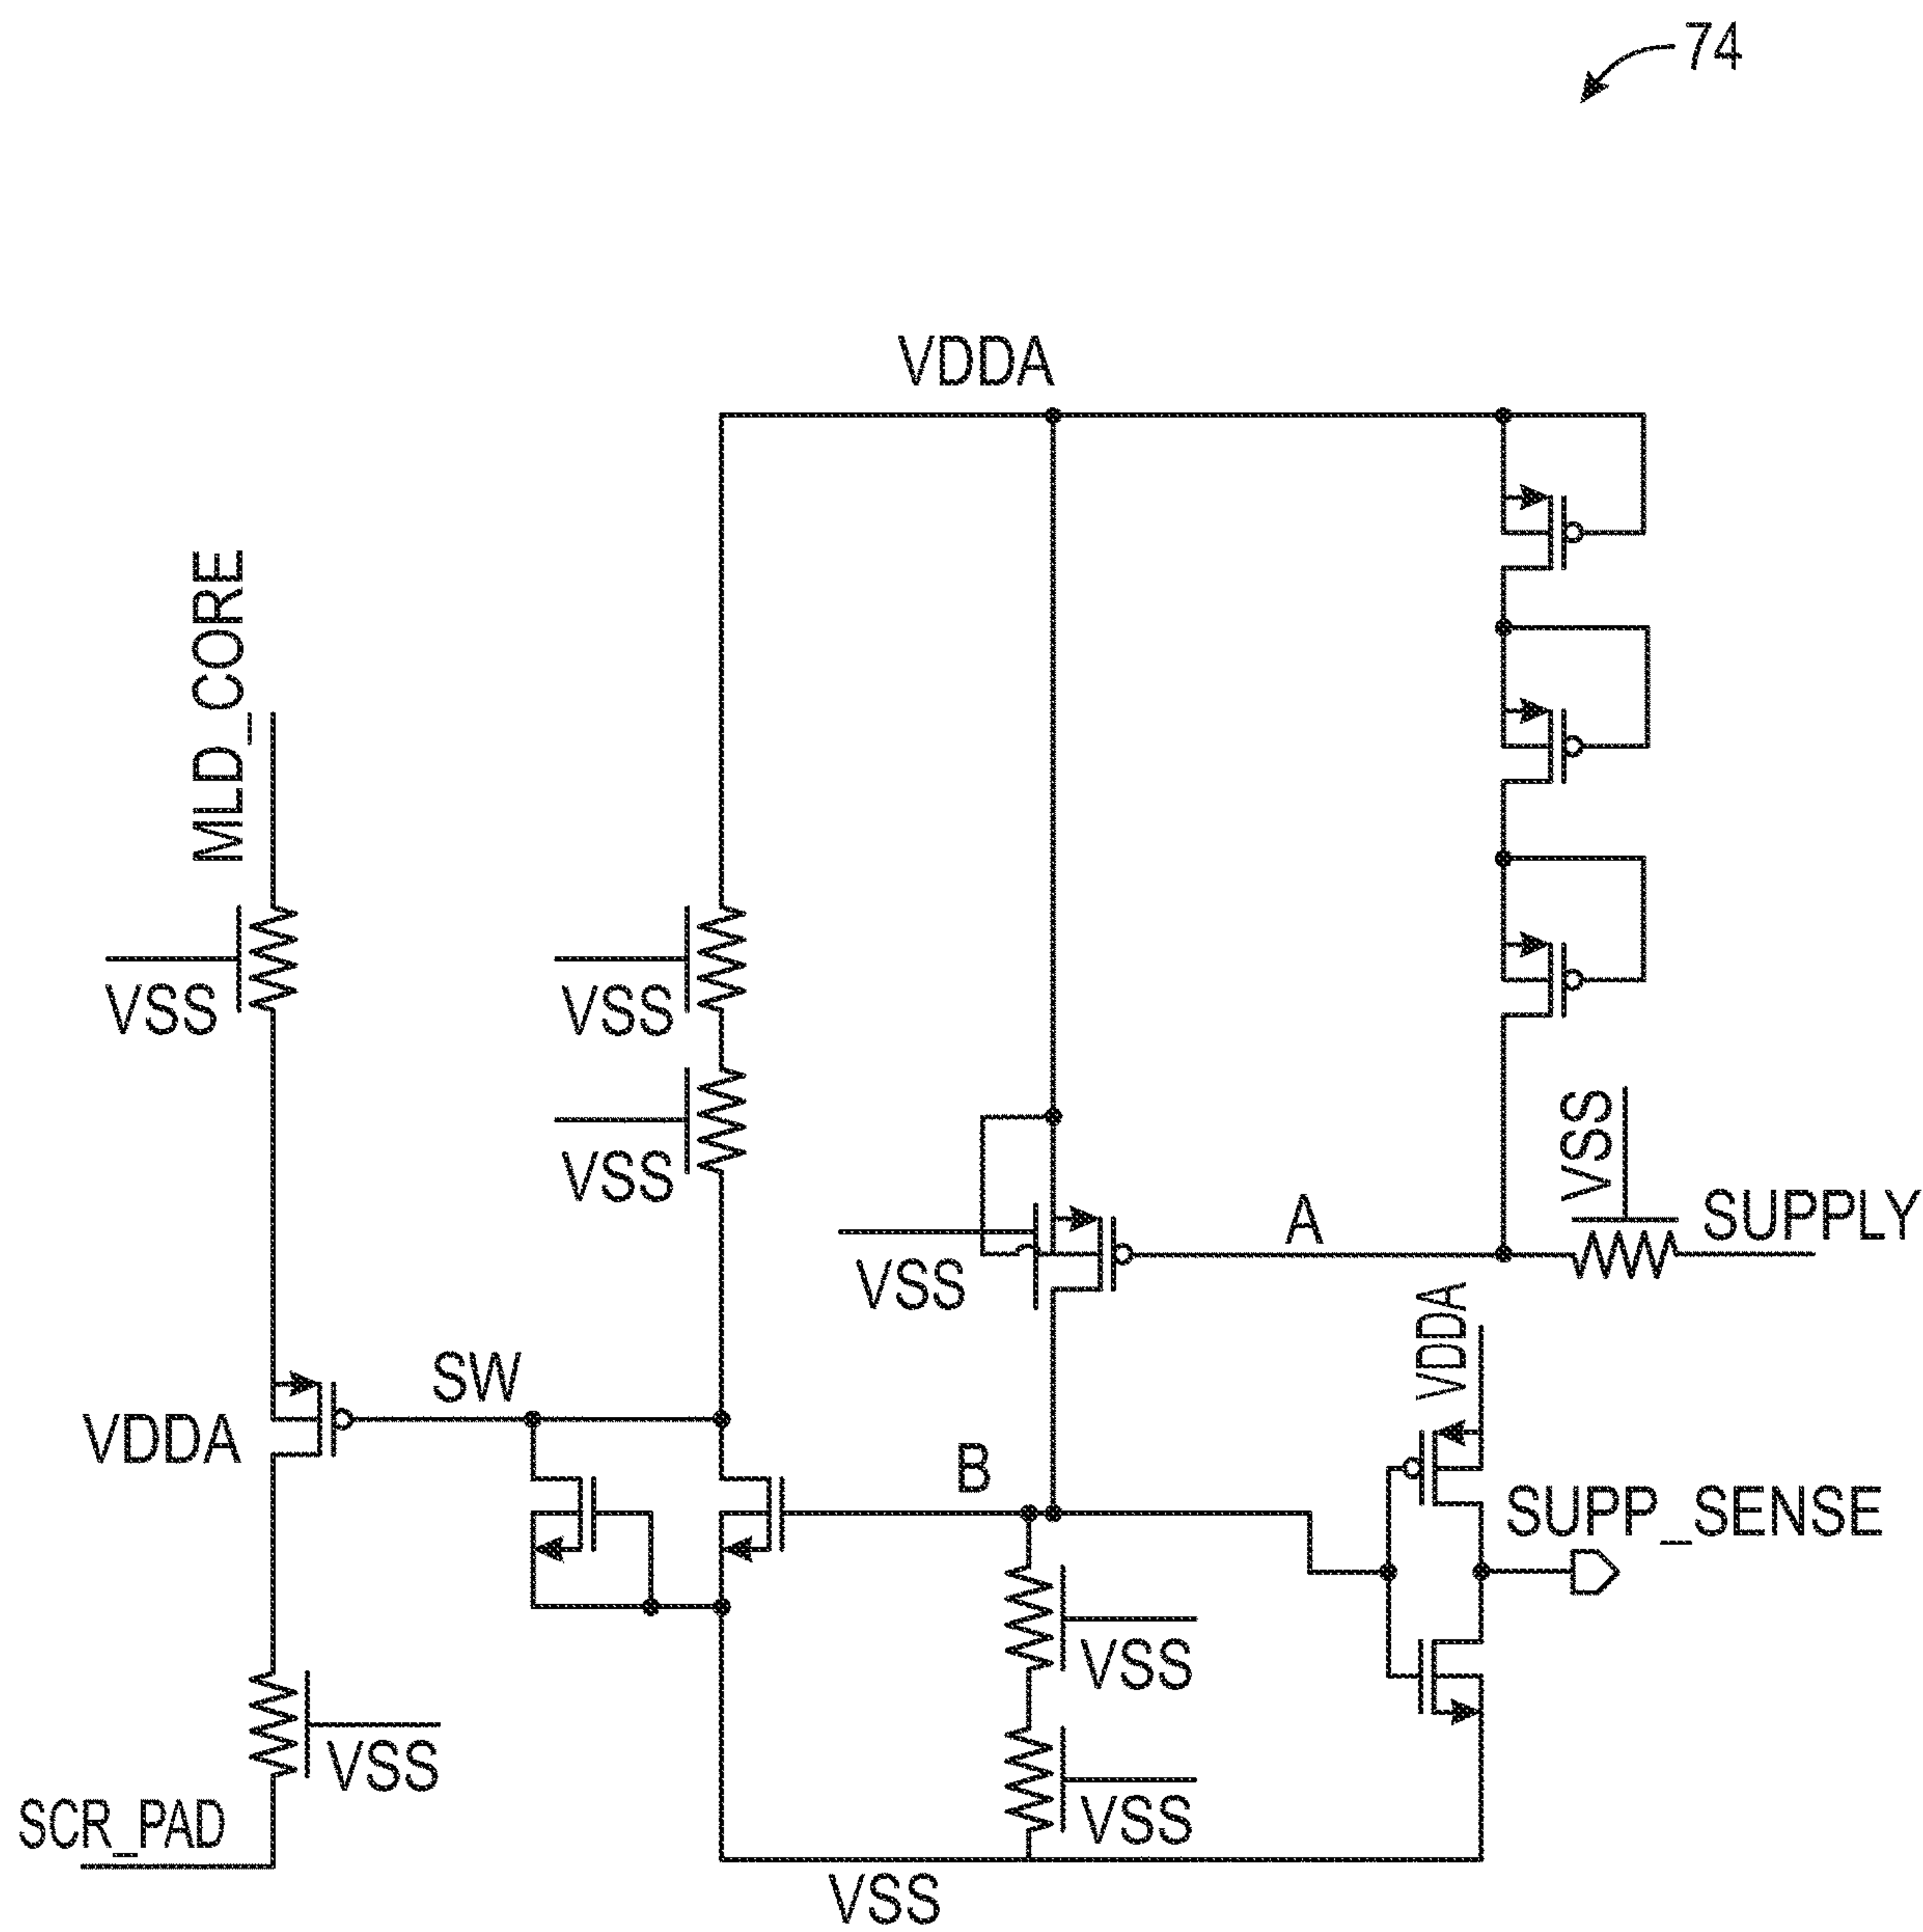 74
VDDA
MLD_CORE
VSS
VSS
VSS
VSS
SUPPLY
A
VSS
VDDA
SW
VDDA
B
SUPP_SENSE
VSS
VSS
VSS
SCR_PAD
VSS